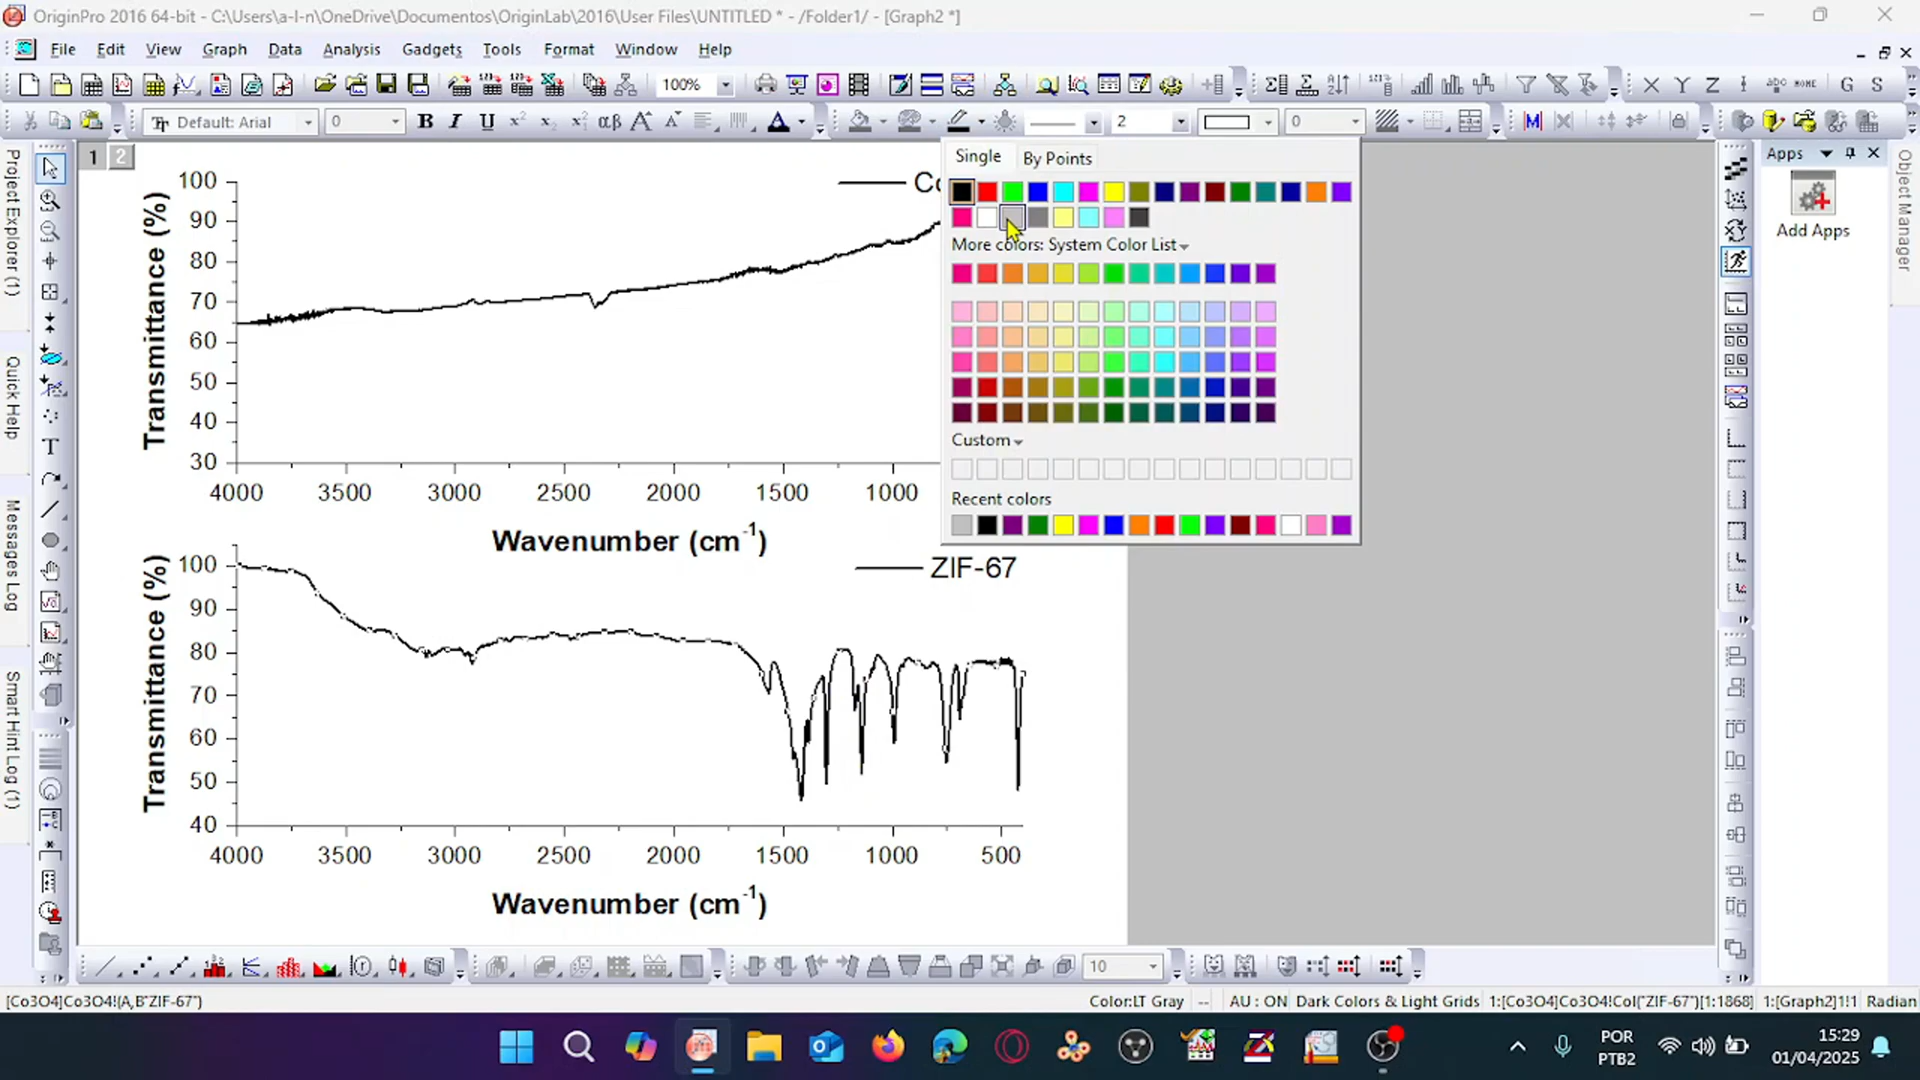 OriginPro 2016 64-bit - C:\Users\a-l-n\OneDrive\Documentos\OriginLab\2016\User Files\UNTITLED * - /Folder1/ - [Graph2 *]
File Edit View Graph Data Analysis Gadgets Tools Format Window Help
100%
X Y Z
G S
Default: Arial 0 B I U αβ A A 2 0
1 2
Project Explorer (1)
Quick Help
Messages Log
Smart Hint Log (1)
Single By Points
More colors: System Color List
Custom
Recent colors
Apps
Add Apps
Object Manager
Transmittance (%)
100
90
80
70
60
50
40
30
4000 3500 3000 2500 2000 1500 1000
Wavenumber (cm-1)
Transmittance (%)
ZIF-67
100
90
80
70
60
50
40
4000 3500 3000 2500 2000 1500 1000 500
Wavenumber (cm-1)
10
[Co3O4]Co3O4!(A,B"ZIF-67")
Color:LT Gray -- AU : ON Dark Colors & Light Grids 1:[Co3O4]Co3O4!Col("ZIF-67")[1:1868] 1:[Graph2]1!1 Radian
POR
PTB2
15:29
01/04/2025